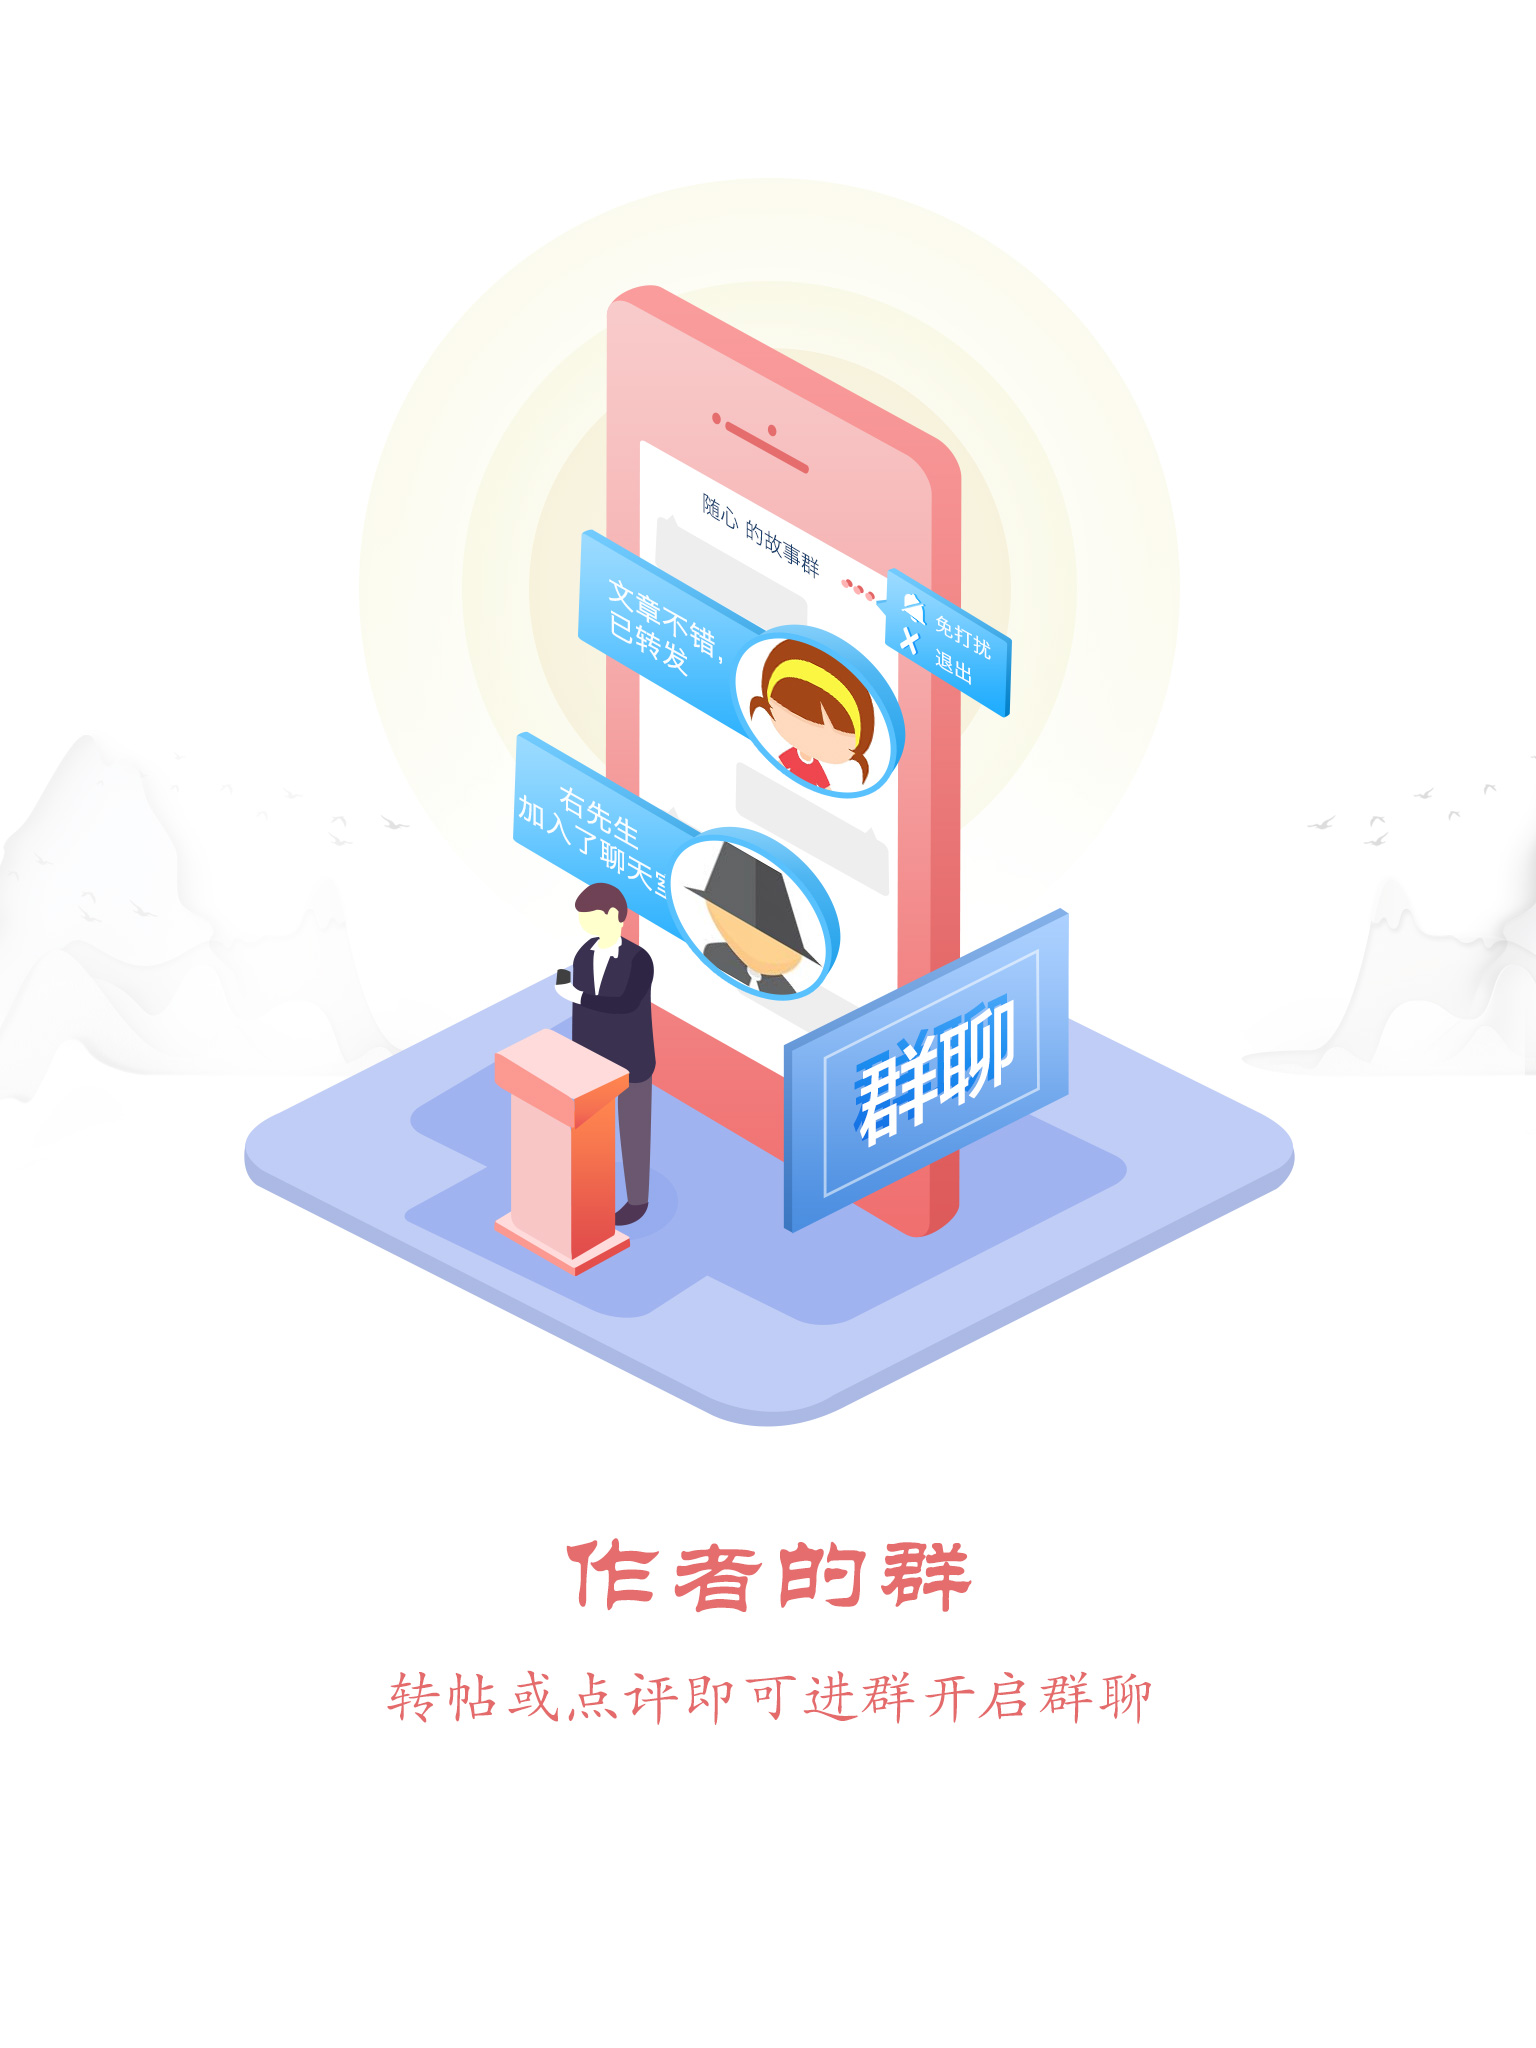 随心 的故事群
文章不错,
已转发
免打扰
退出
右先生
加入了聊天室
群聊
作者的群
转帖或点评即可进群开启群聊